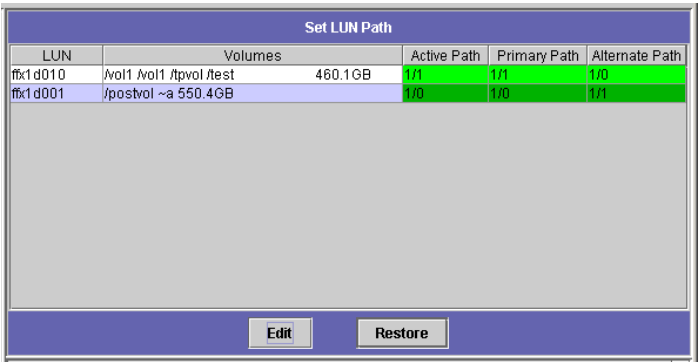 Set LUN Path
LUN Volumes Active Path Primary Path Alternate Path
ffx1d010 /vol1 /vol1 /tpvol /test 460.1GB 1/1 1/1 1/0
ffx1d001 /postvol ~a 550.4GB 1/0 1/0 1/1
Edit Restore